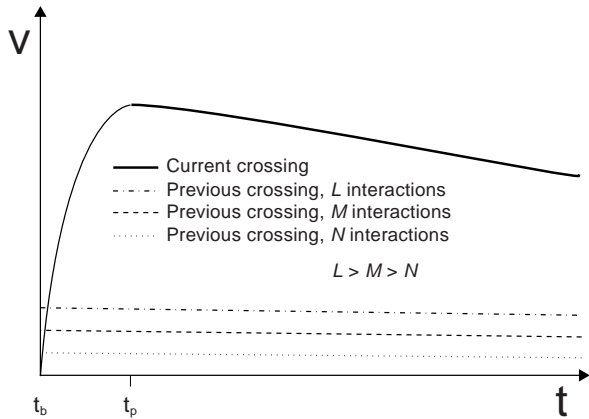 V
Current crossing
Previous crossing, L interactions
Previous crossing, M interactions
Previous crossing, N interactions
L > M > N
t_b t_p t